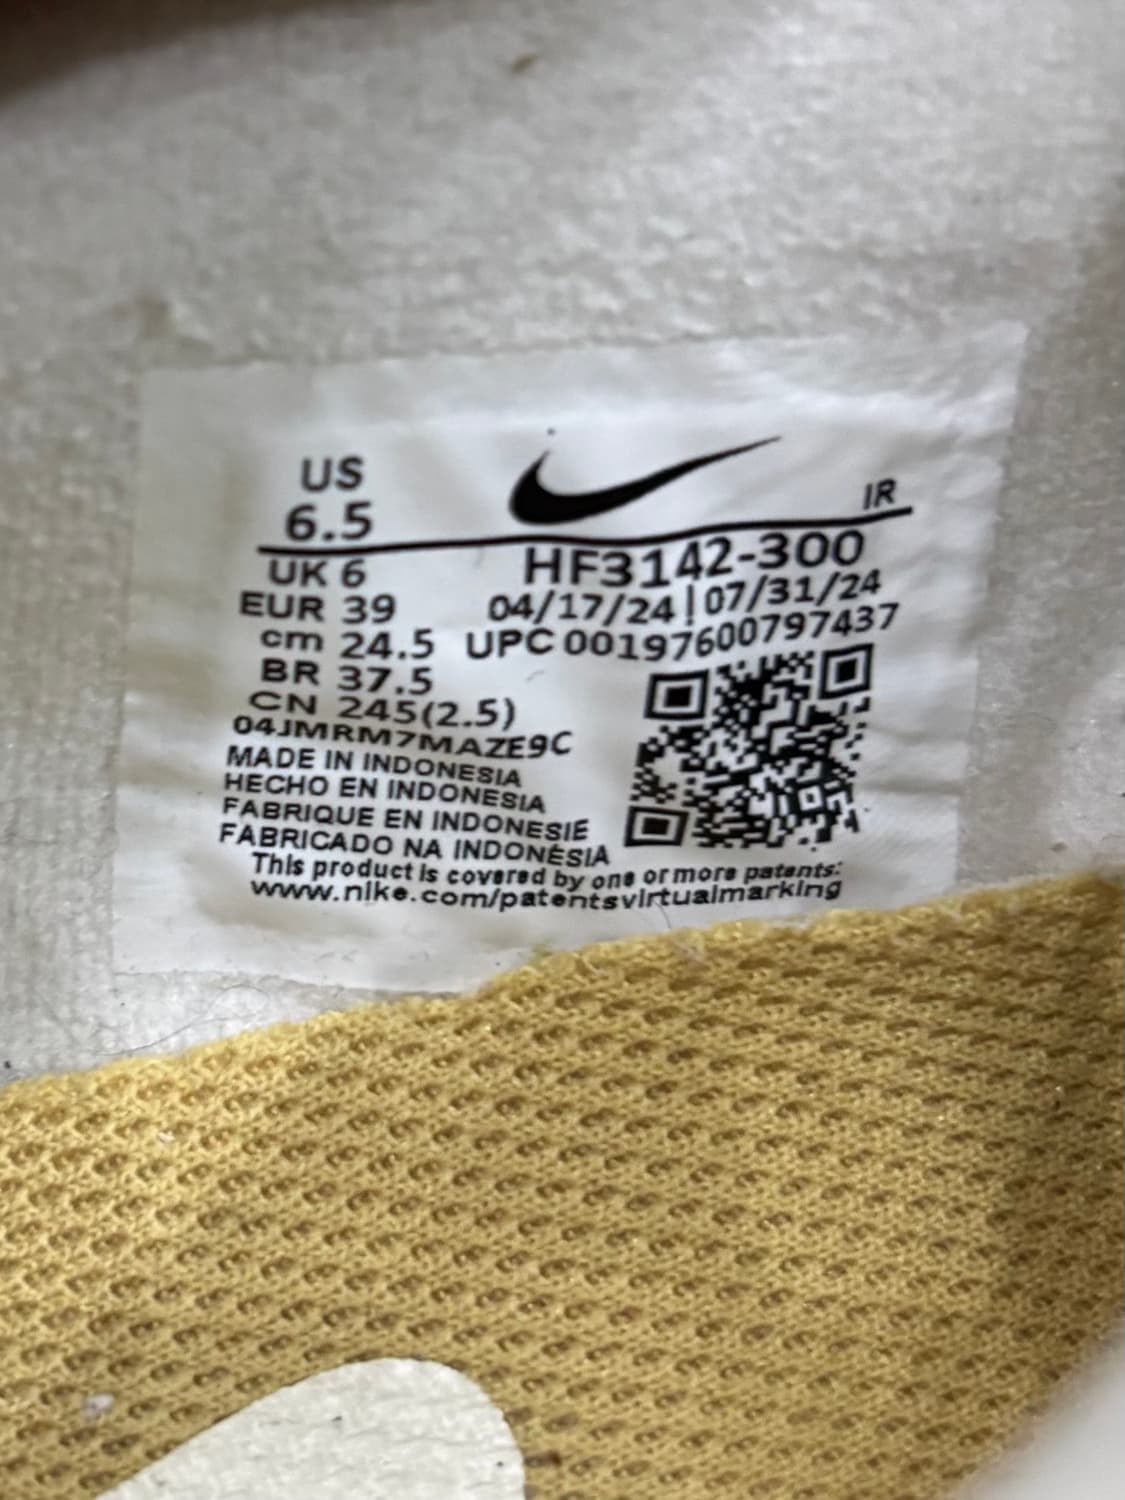 US
6.5
IR
UK 6
HF3142-300
EUR 39
04/17/24|07/31/24
cm 24.5
UPC 001976007​97437
BR 37.5
CN 245(2.5)
04JMRM7MAZE9C
MADE IN INDONESIA
HECHO EN INDONESIA
FABRIQUE EN INDONESIE
FABRICADO NA INDONÉSIA
This product is covered by one or more patents:
www.nike.com/patentsvirtualmarking